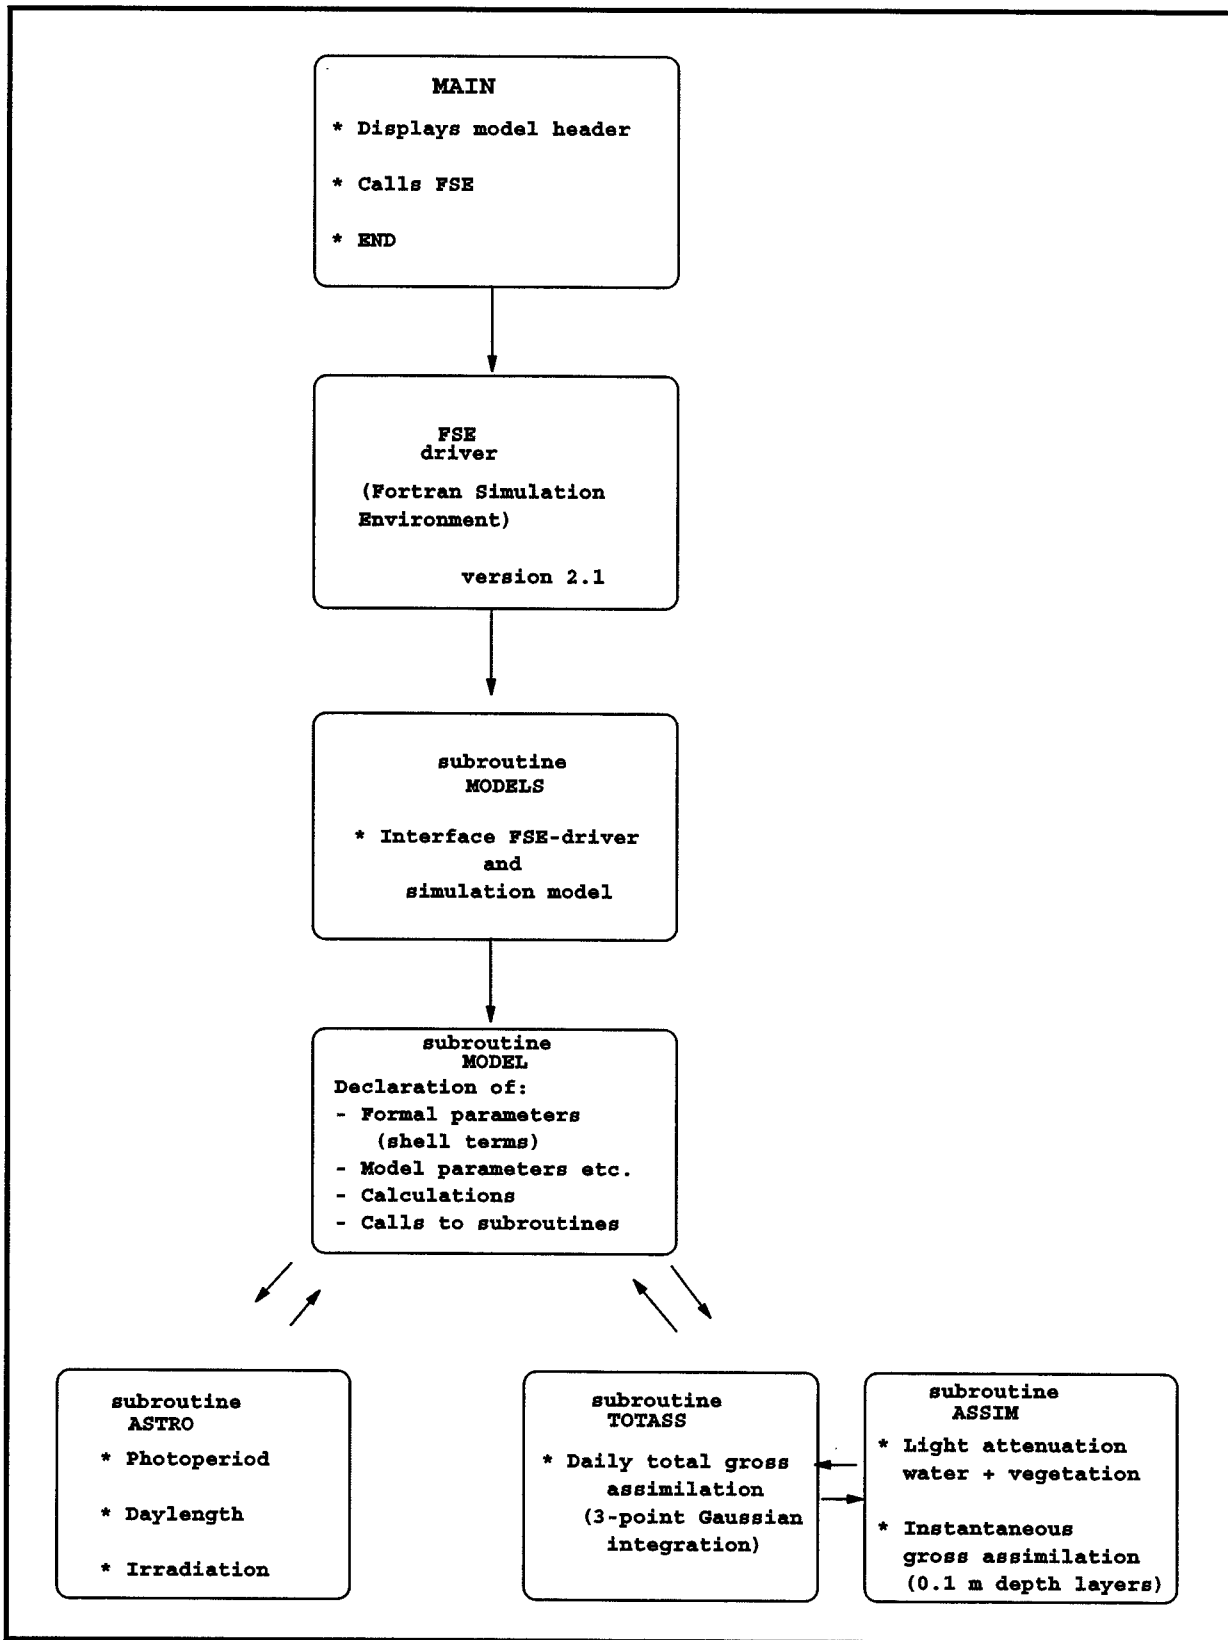 MAIN
* Displays model header
* Calls FSE
* END
FSE
driver
(Fortran Simulation
Environment)
version 2.1
subroutine
MODELS
* Interface FSE-driver
and
simulation model
subroutine
MODEL
Declaration of:
- Formal parameters
(shell terms)
- Model parameters etc.
- Calculations
- Calls to subroutines
subroutine
ASTRO
* Photoperiod
* Daylength
* Irradiation
subroutine
TOTASS
* Daily total gross
assimilation
(3-point Gaussian
integration)
subroutine
ASSIM
* Light attenuation
water + vegetation
* Instantaneous
gross assimilation
(0.1 m depth layers)